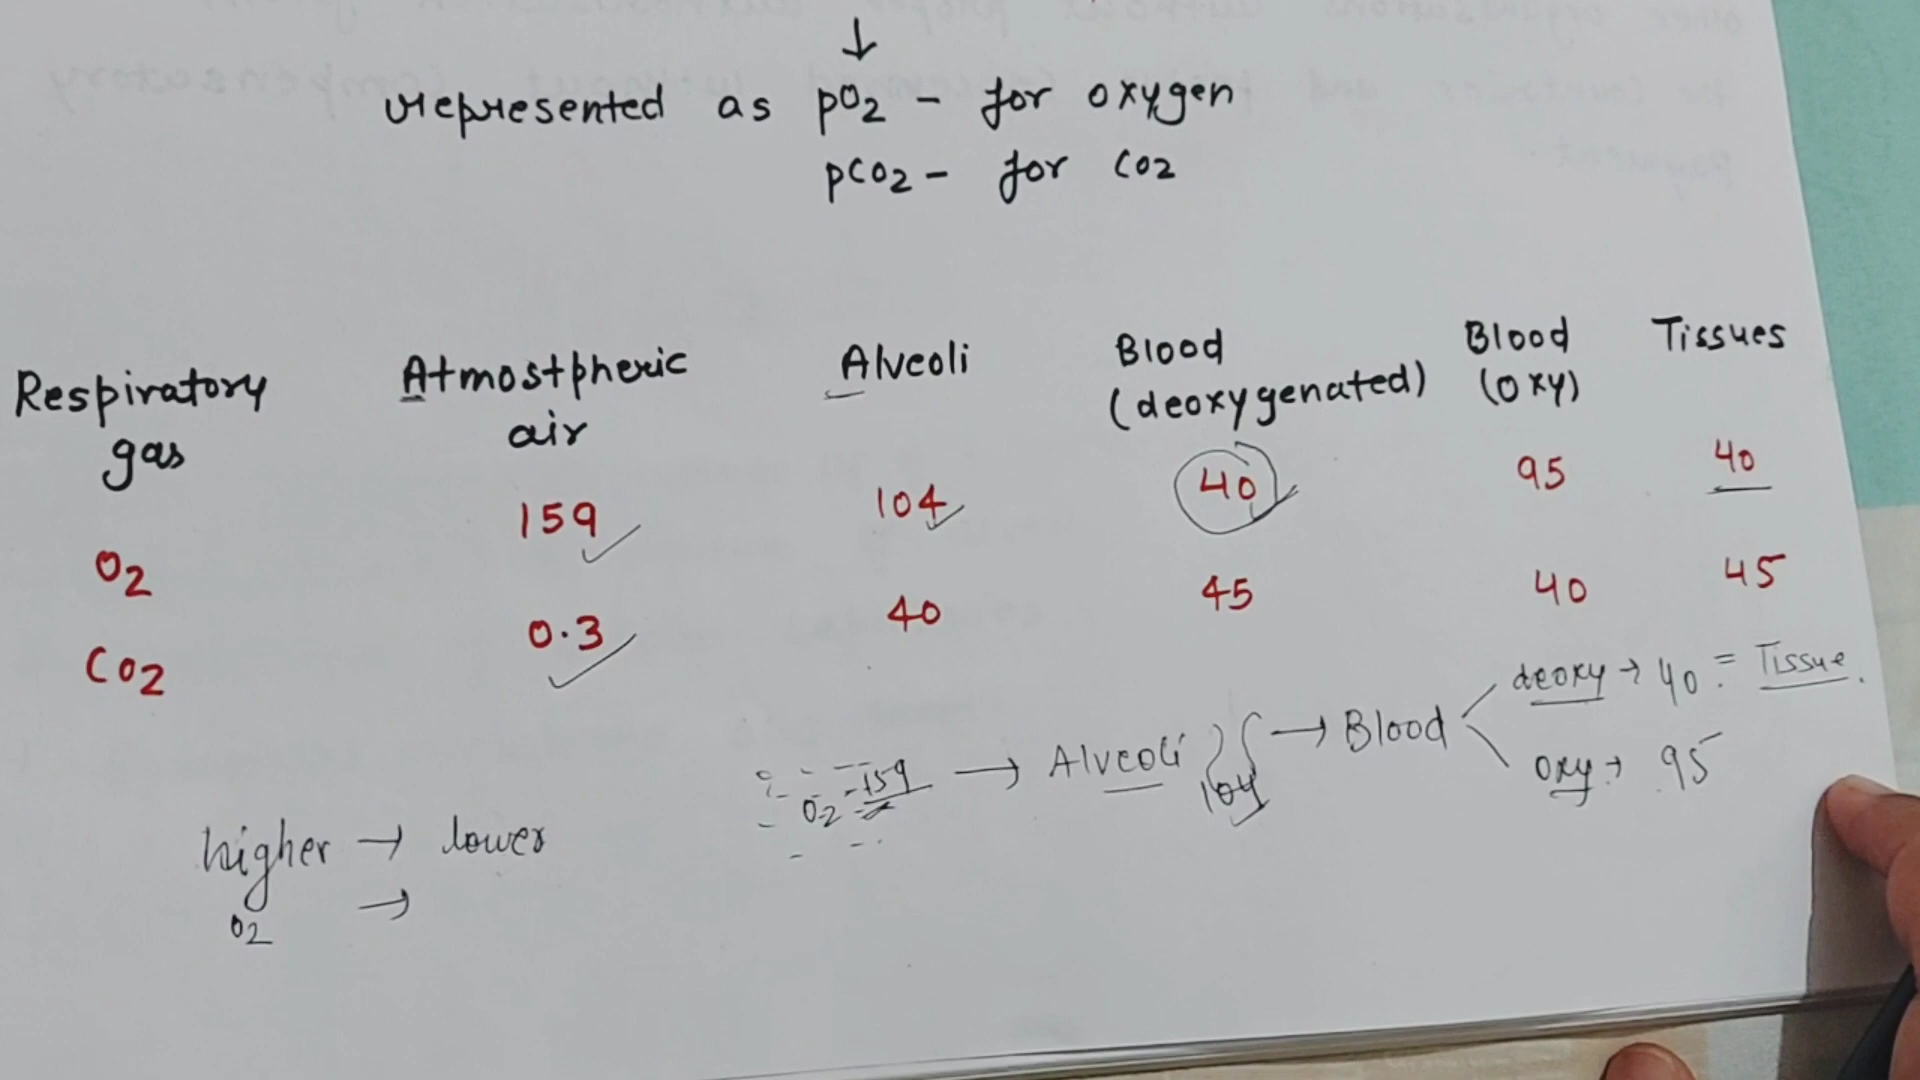 represented as pO2 - for oxygen
pCO2 - for CO2
Respiratory gas
Atmostpheric air
Alveoli
Blood (deoxygenated)
Blood (oxy)
Tissues
O2 159 104 40 95 40
CO2 0.3 40 45 40 45
O2 - 159 → Alveoli 104 → Blood
deoxy → 40 = Tissue.
oxy → 95
higher → lower
O2 →